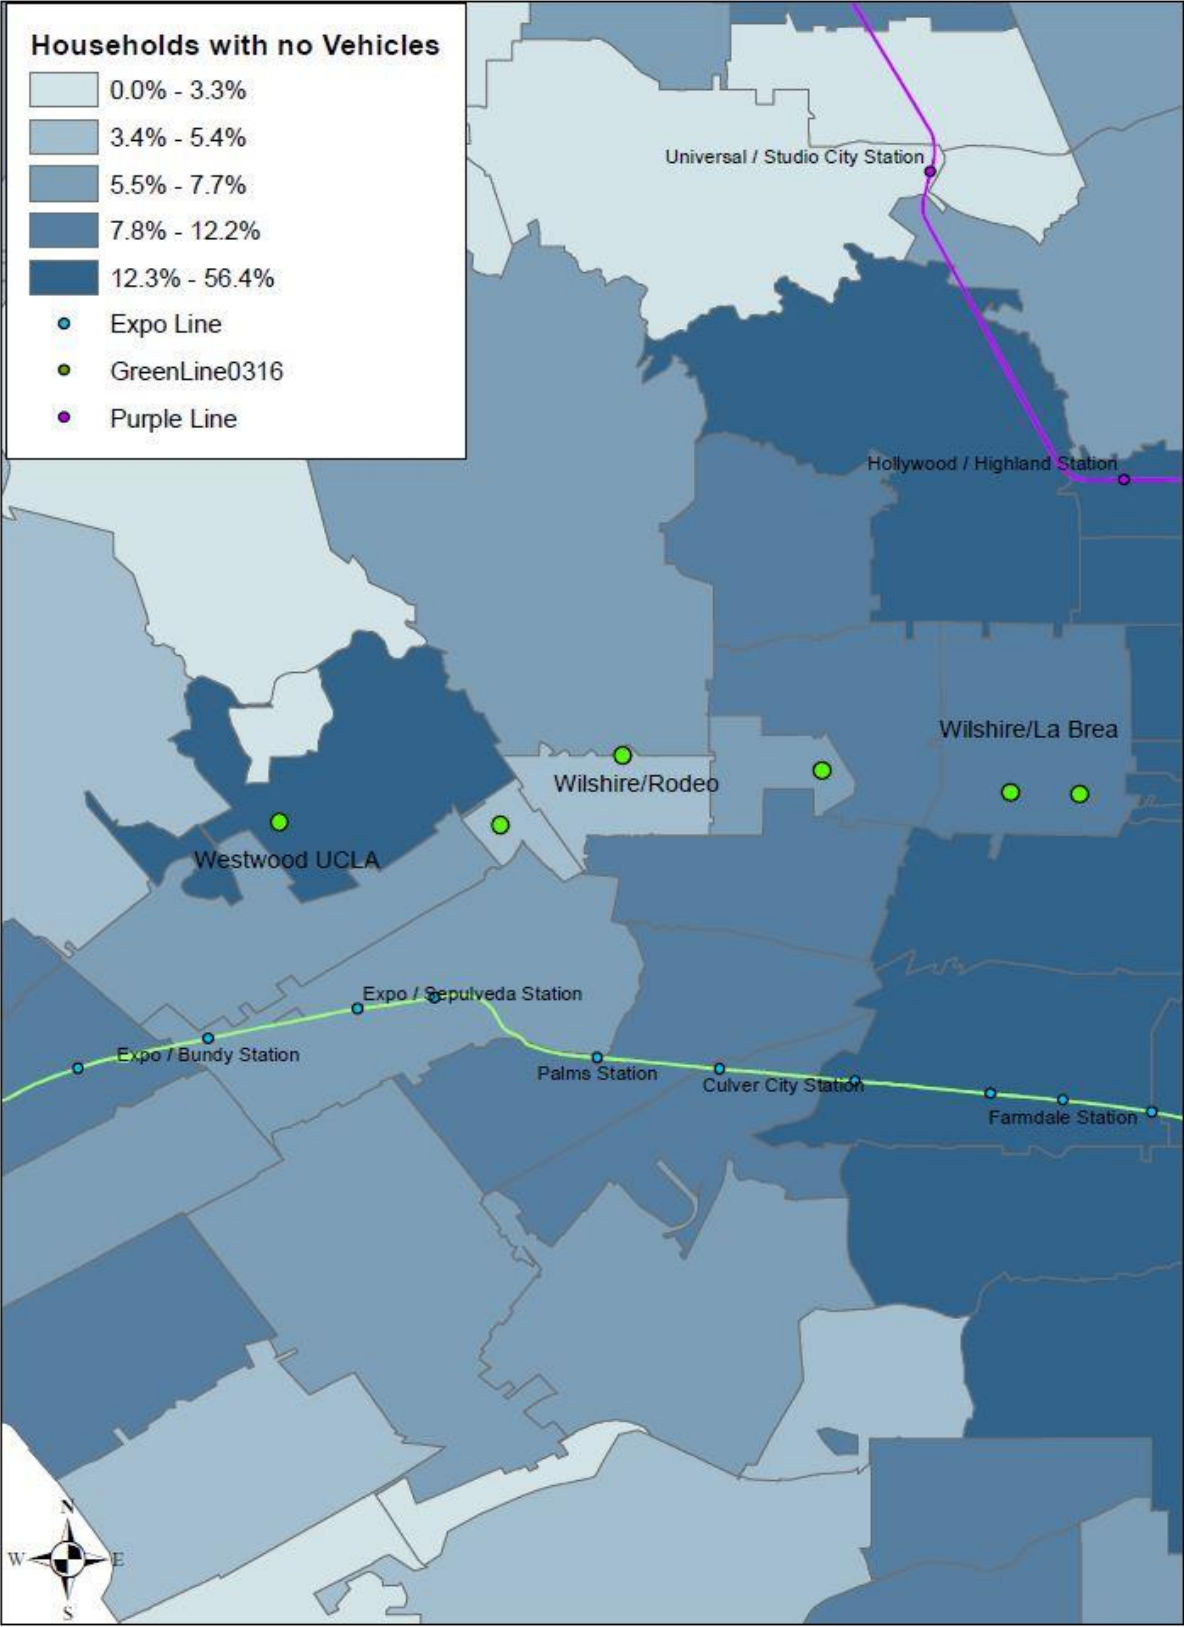 Households with no Vehicles
0.0% - 3.3%
3.4% - 5.4%
5.5% - 7.7%
7.8% - 12.2%
12.3% - 56.4%
Expo Line
GreenLine0316
Purple Line
Universal / Studio City Station
Hollywood / Highland Station
Wilshire/La Brea
Wilshire/Rodeo
Westwood UCLA
Expo / Sepulveda Station
Expo / Bundy Station
Palms Station
Culver City Station
Farmdale Station
N
W E
S